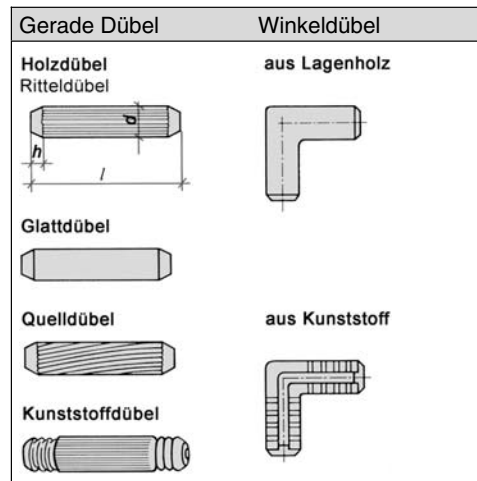 Gerade Dübel Winkeldübel
Holzdübel
Ritteldübel
d
h
l
Glattdübel
Quelldübel
Kunststoffdübel
aus Lagenholz
aus Kunststoff